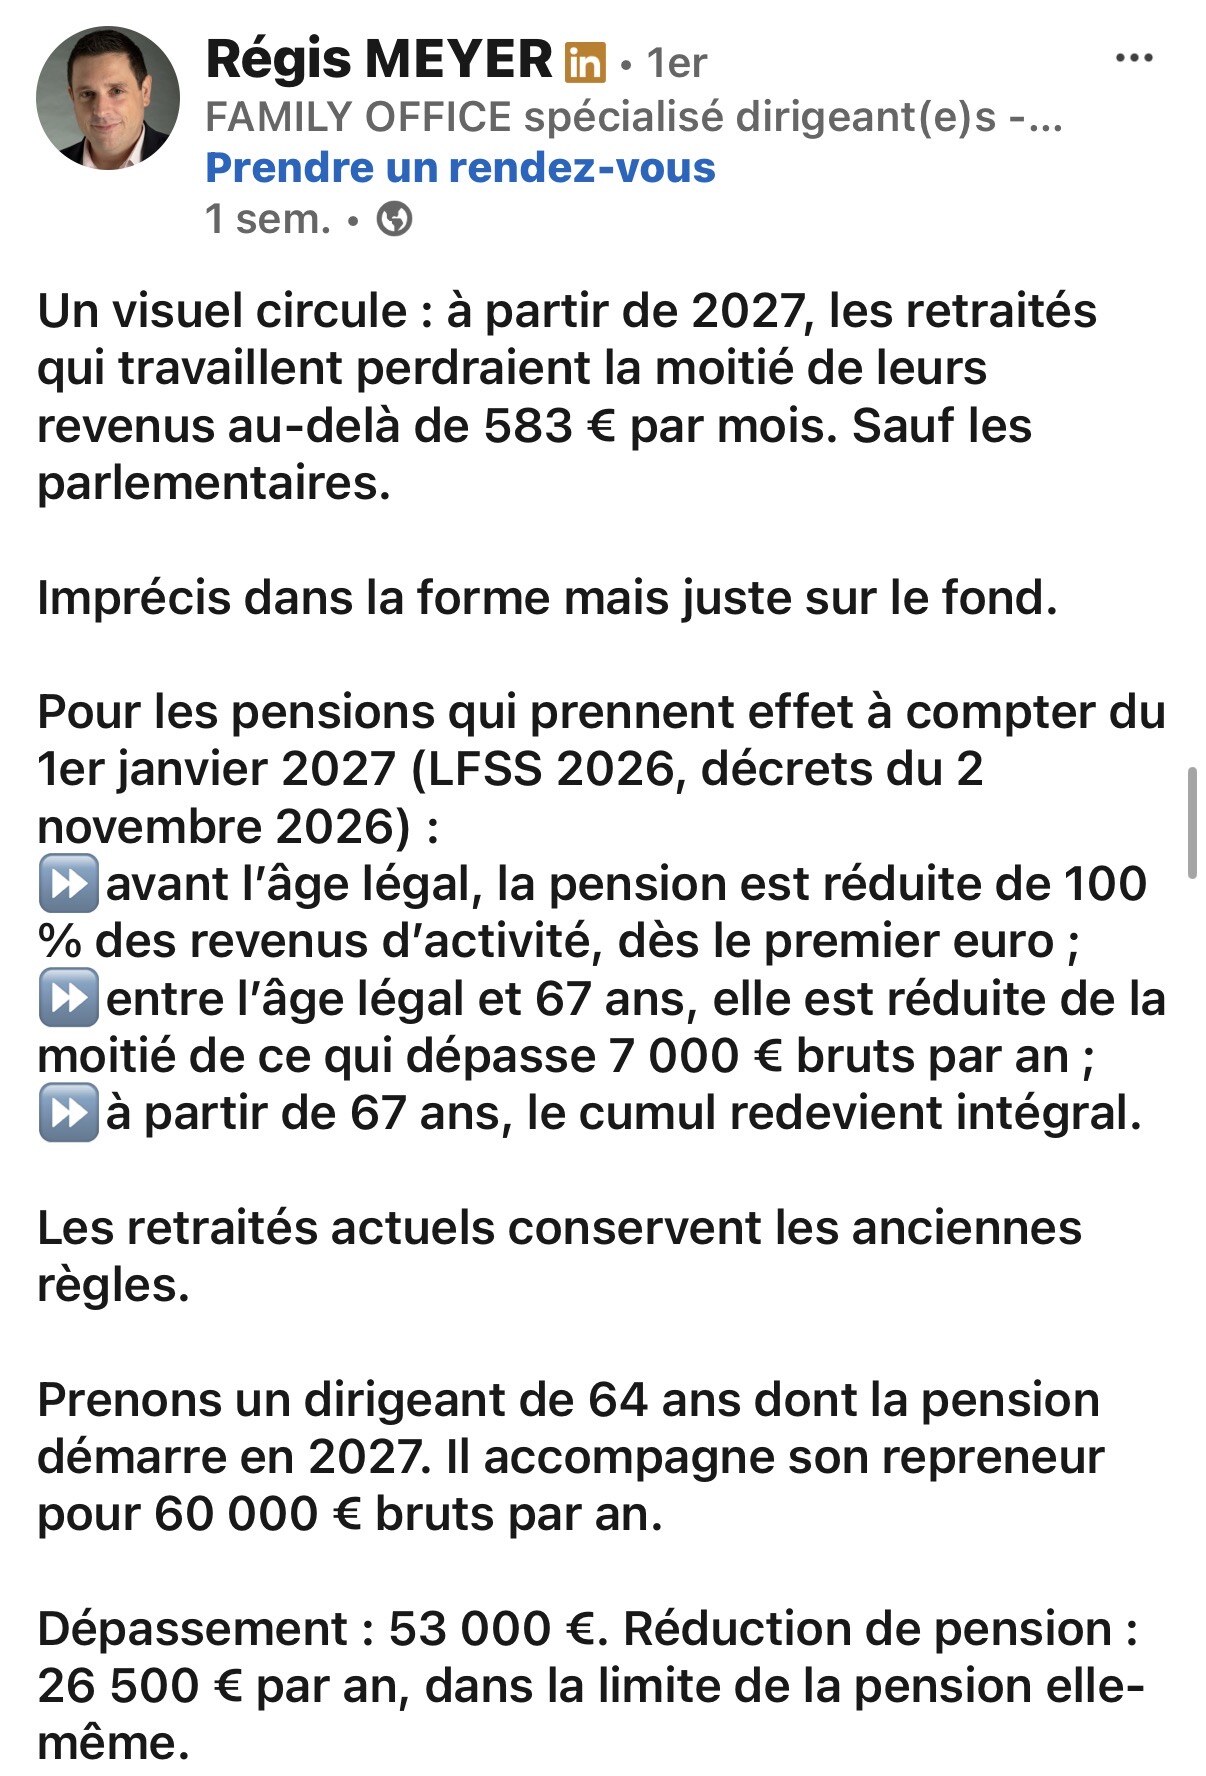 Régis MEYER in • 1er
FAMILY OFFICE spécialisé dirigeant(e)s -...
Prendre un rendez-vous
1 sem. •
Un visuel circule : à partir de 2027, les retraités
qui travaillent perdraient la moitié de leurs
revenus au-delà de 583 € par mois. Sauf les
parlementaires.
Imprécis dans la forme mais juste sur le fond.
Pour les pensions qui prennent effet à compter du
1er janvier 2027 (LFSS 2026, décrets du 2
novembre 2026) :
⏩avant l’âge légal, la pension est réduite de 100
% des revenus d’activité, dès le premier euro ;
⏩entre l’âge légal et 67 ans, elle est réduite de la
moitié de ce qui dépasse 7 000 € bruts par an ;
⏩à partir de 67 ans, le cumul redevient intégral.
Les retraités actuels conservent les anciennes
règles.
Prenons un dirigeant de 64 ans dont la pension
démarre en 2027. Il accompagne son repreneur
pour 60 000 € bruts par an.
Dépassement : 53 000 €. Réduction de pension :
26 500 € par an, dans la limite de la pension elle-
même.